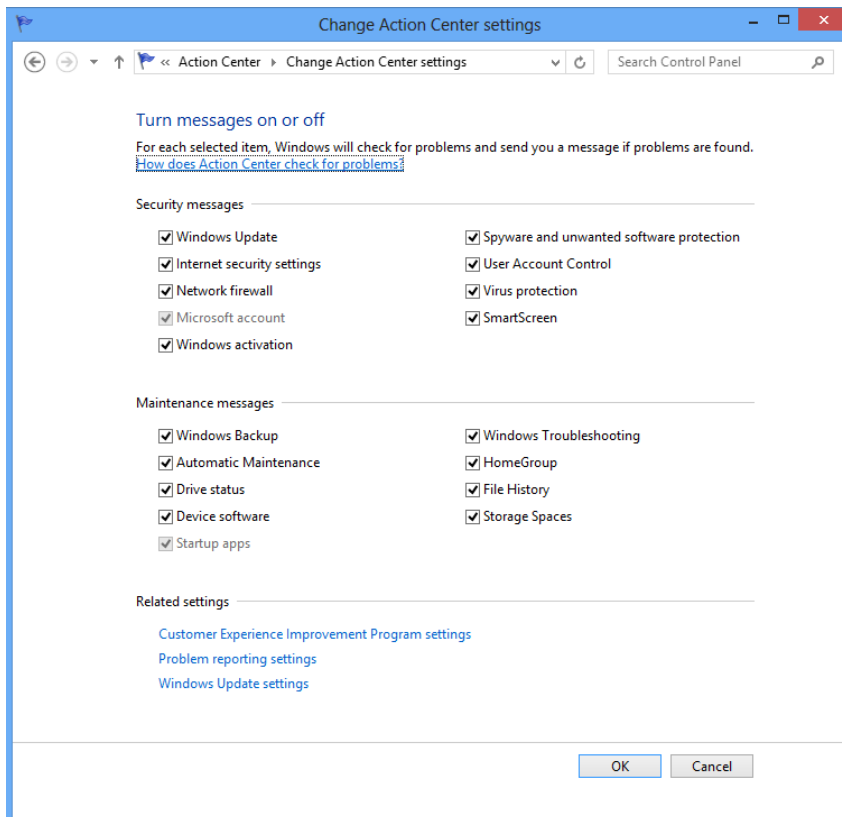 Change Action Center settings
« Action Center Change Action Center settings Search Control Panel
Turn messages on or off
For each selected item, Windows will check for problems and send you a message if problems are found.
How does Action Center check for problems?
Security messages
Windows Update Spyware and unwanted software protection
Internet security settings User Account Control
Network firewall Virus protection
Microsoft account SmartScreen
Windows activation
Maintenance messages
Windows Backup Windows Troubleshooting
Automatic Maintenance HomeGroup
Drive status File History
Device software Storage Spaces
Startup apps
Related settings
Customer Experience Improvement Program settings
Problem reporting settings
Windows Update settings
OK Cancel